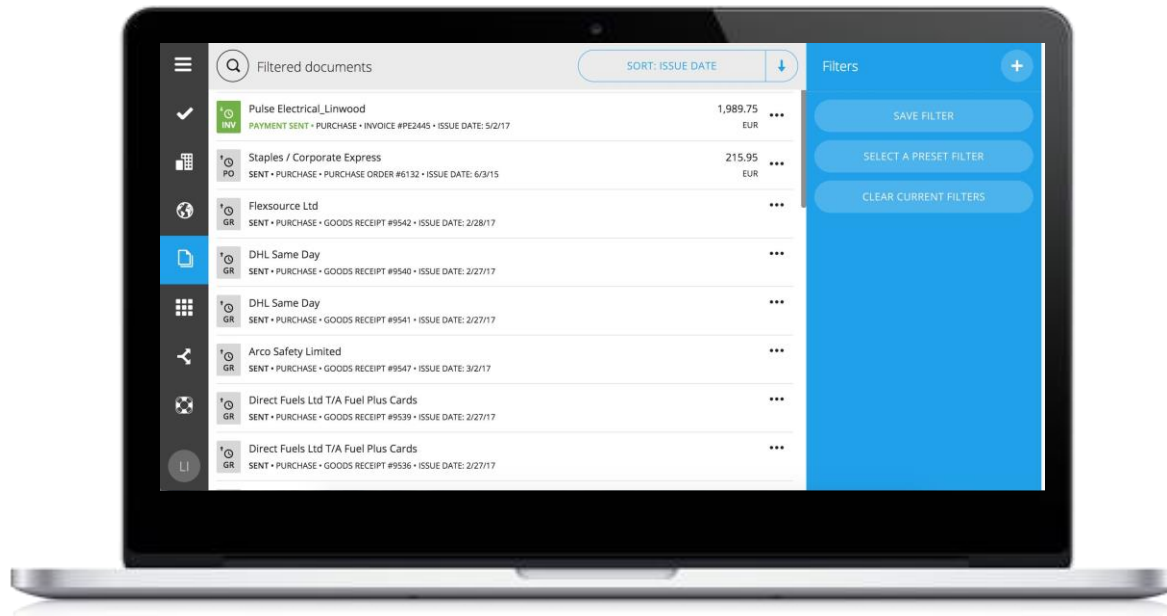 Filtered documents
SORT: ISSUE DATE
Filters
Pulse Electrical_Linwood
1,989.75
INV
PAYMENT SENT • PURCHASE • INVOICE #PE2445 • ISSUE DATE: 5/2/17
EUR
SAVE FILTER
Staples / Corporate Express
215.95
PO
SENT • PURCHASE • PURCHASE ORDER #6132 • ISSUE DATE: 6/3/15
EUR
SELECT A PRESET FILTER
Flexsource Ltd
GR
SENT • PURCHASE • GOODS RECEIPT #9542 • ISSUE DATE: 2/28/17
CLEAR CURRENT FILTERS
DHL Same Day
GR
SENT • PURCHASE • GOODS RECEIPT #9540 • ISSUE DATE: 2/27/17
DHL Same Day
GR
SENT • PURCHASE • GOODS RECEIPT #9541 • ISSUE DATE: 2/27/17
Arco Safety Limited
GR
SENT • PURCHASE • GOODS RECEIPT #9547 • ISSUE DATE: 3/2/17
Direct Fuels Ltd T/A Fuel Plus Cards
GR
SENT • PURCHASE • GOODS RECEIPT #9539 • ISSUE DATE: 2/27/17
Direct Fuels Ltd T/A Fuel Plus Cards
GR
SENT • PURCHASE • GOODS RECEIPT #9536 • ISSUE DATE: 2/27/17
LI